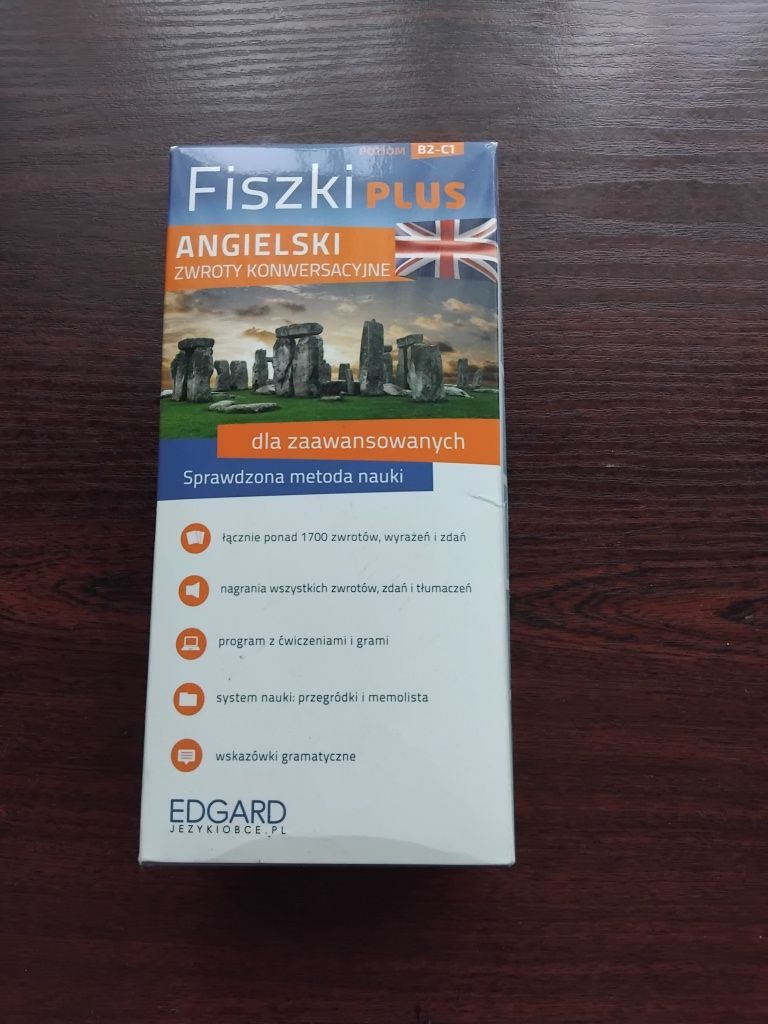 POZIOM B2-C1
Fiszki PLUS
ANGIELSKI
ZWROTY KONWERSACYJNE
dla zaawansowanych
Sprawdzona metoda nauki
łącznie ponad 1700 zwrotów, wyrażeń i zdań
nagrania wszystkich zwrotów, zdań i tłumaczeń
program z ćwiczeniami i grami
system nauki: przegródki i memolista
wskazówki gramatyczne
EDGARD
JEZYKIOBCE.PL